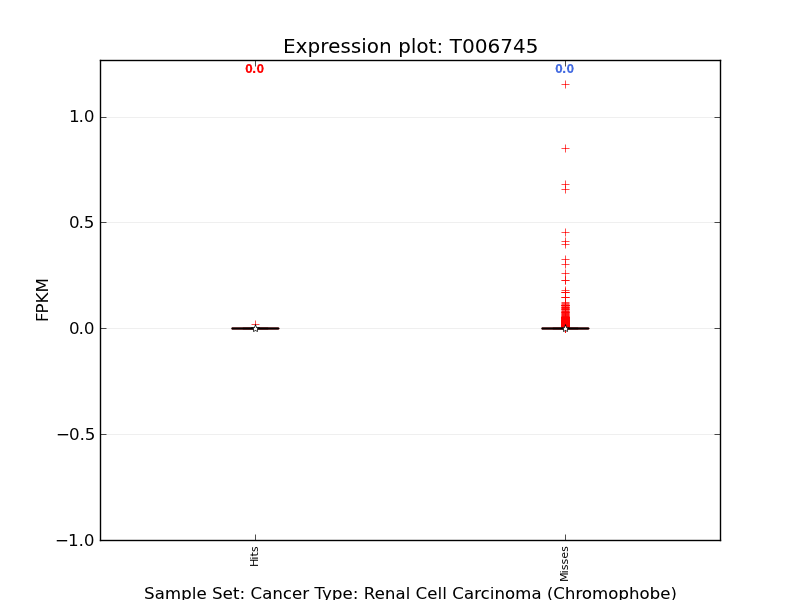 Expression plot: T006745
0.0 0.0
1.0
0.5
0.0
−0.5
−1.0
FPKM
Hits
Misses
Sample Set: Cancer Type: Renal Cell Carcinoma (Chromophobe)